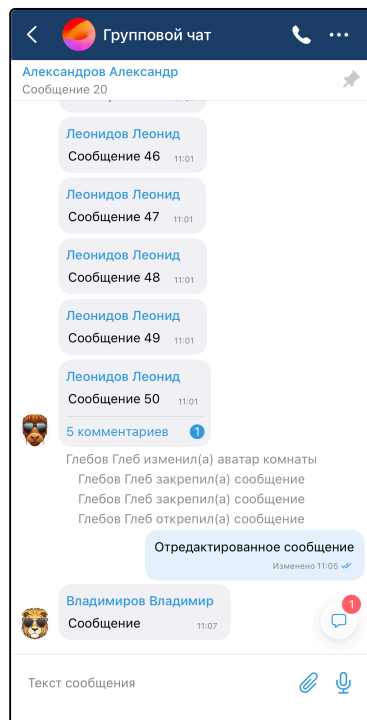 Групповой чат
Александров Александр
Сообщение 20
Леонидов Леонид
Сообщение 46 11:01
Леонидов Леонид
Сообщение 47 11:01
Леонидов Леонид
Сообщение 48 11:01
Леонидов Леонид
Сообщение 49 11:01
Леонидов Леонид
Сообщение 50 11:01
5 комментариев 1
Глебов Глеб изменил(а) аватар комнаты
Глебов Глеб закрепил(а) сообщение
Глебов Глеб закрепил(а) сообщение
Глебов Глеб открепил(а) сообщение
Отредактированное сообщение
Изменено 11:05
Владимиров Владимир
1
Сообщение 11:07
Текст сообщения